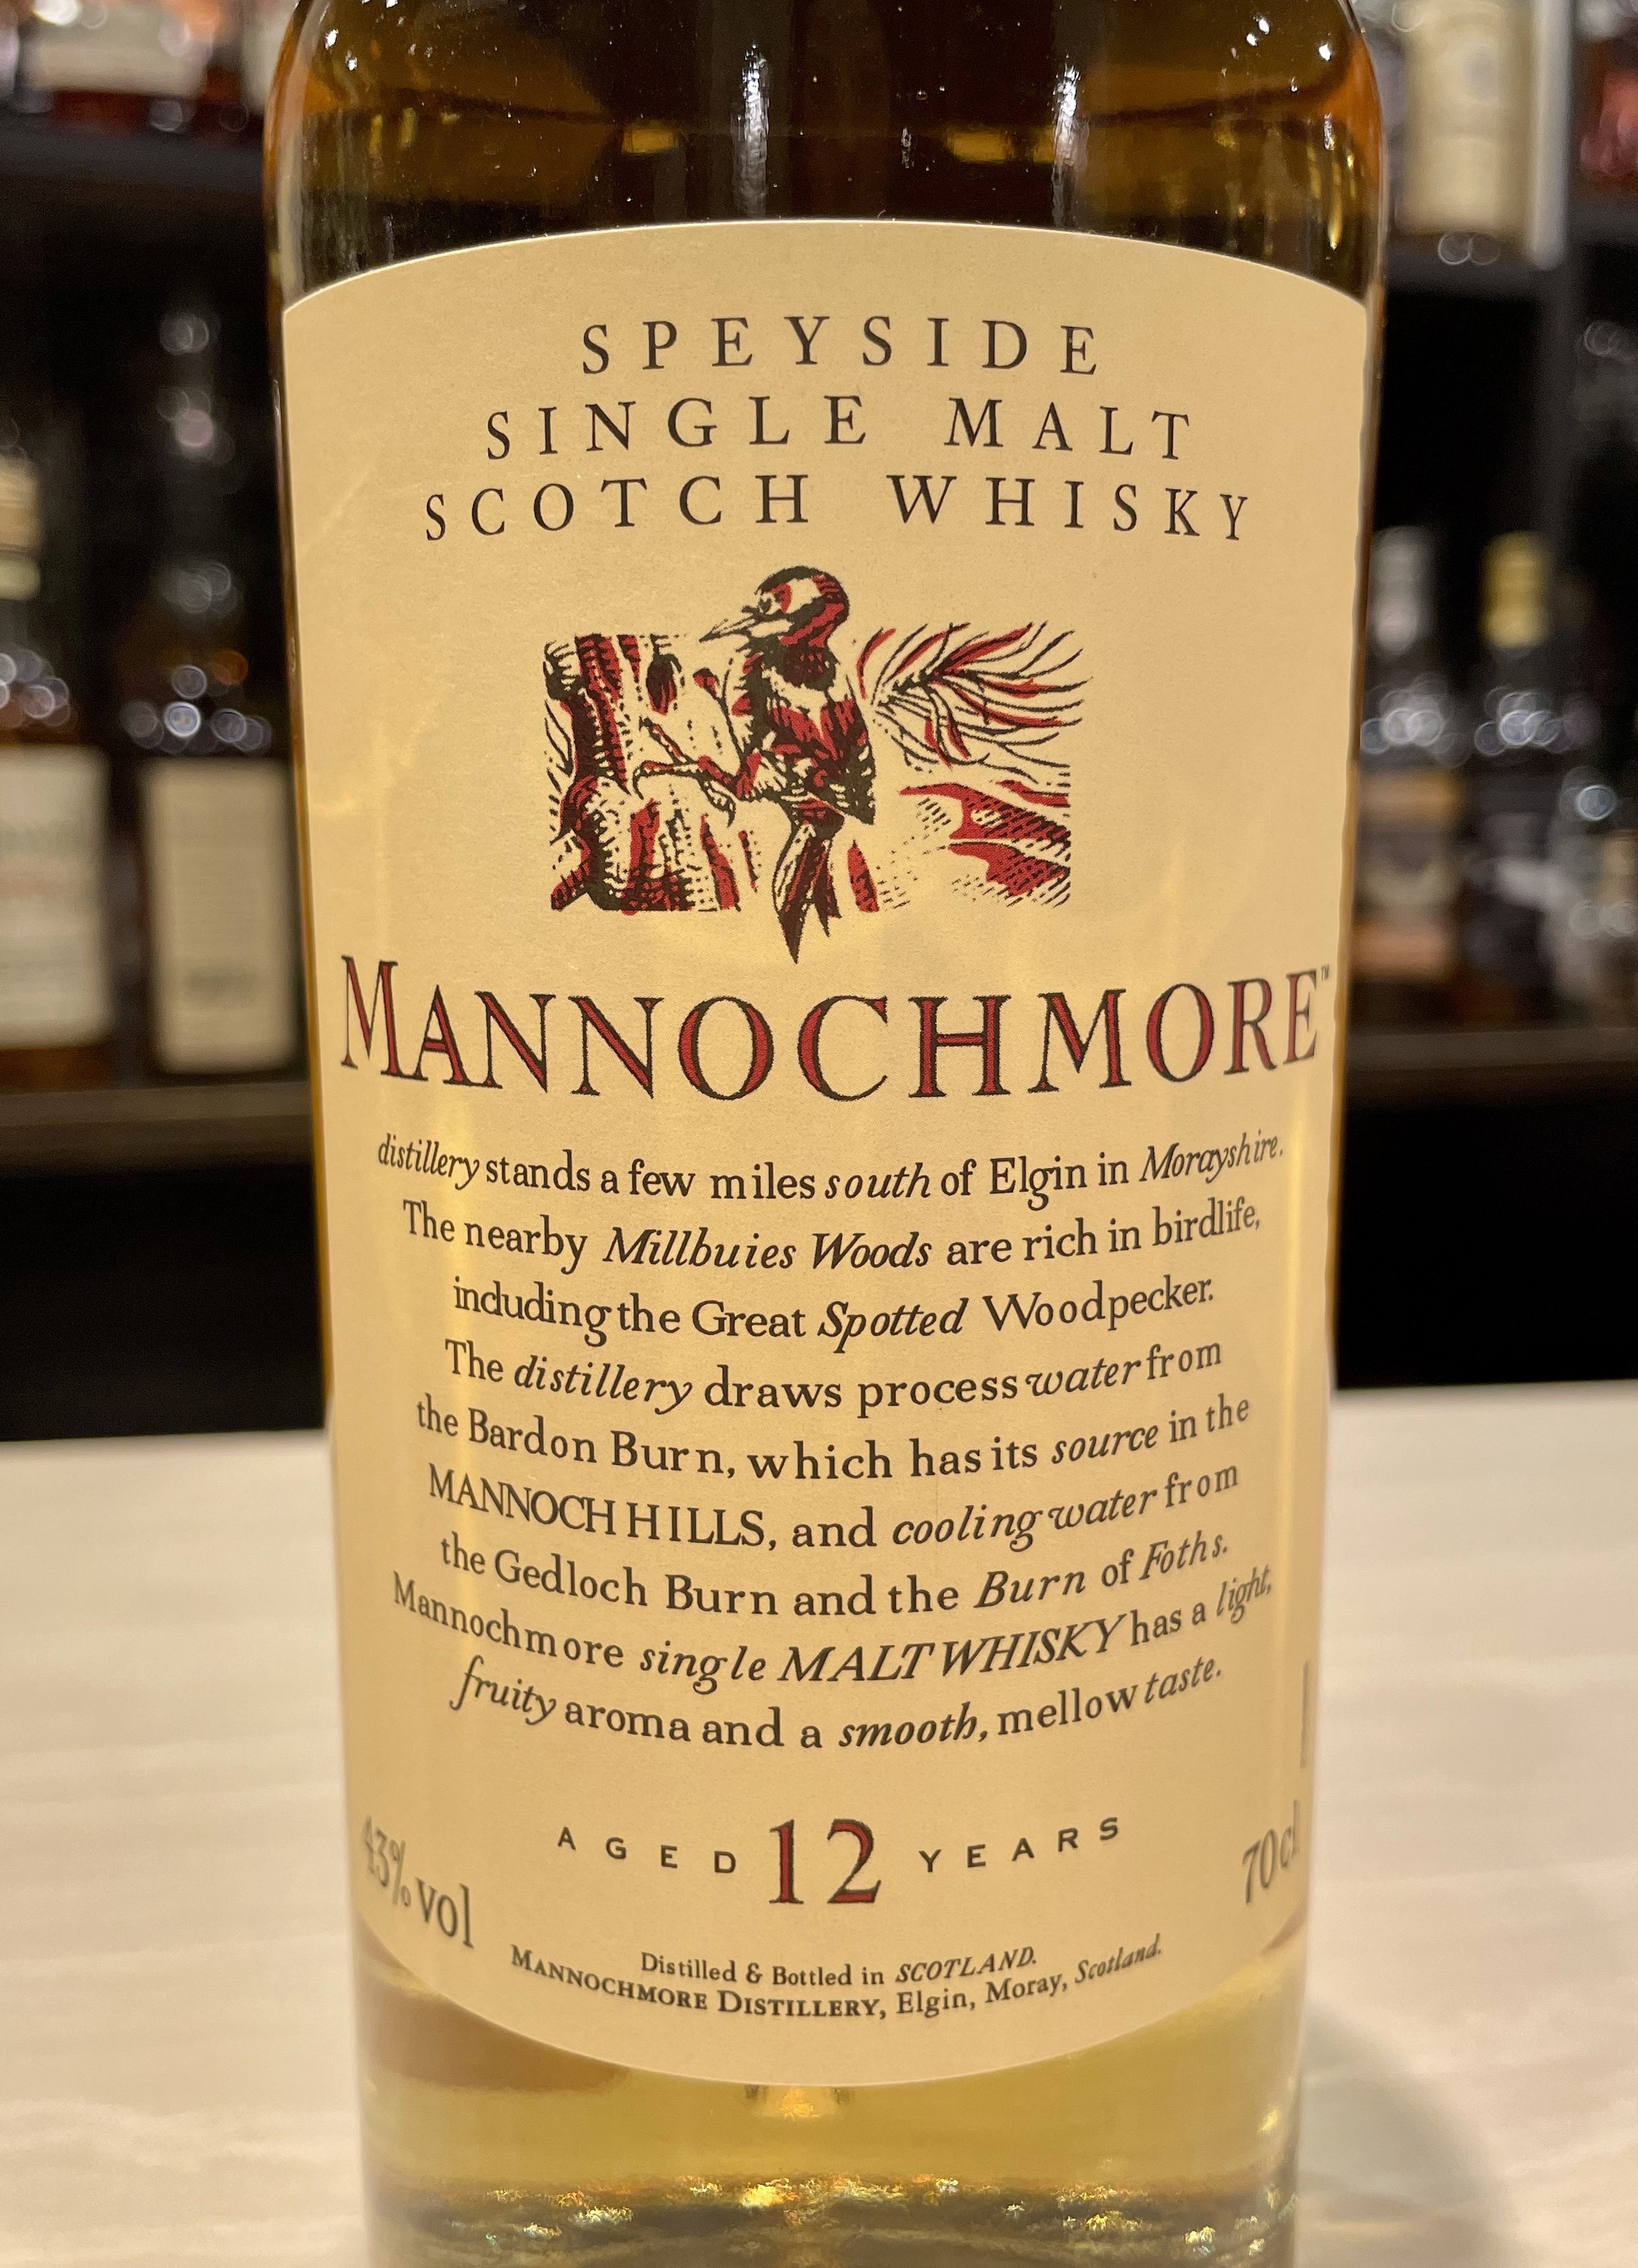 SPEYSIDE
SINGLE MALT
SCOTCH WHISKY
MANNOCHMORE™
distillery stands a few miles south of Elgin in Morayshire.
The nearby Millbuies Woods are rich in birdlife,
including the Great Spotted Woodpecker.
The distillery draws process water from
the Bardon Burn, which has its source in the
MANNOCH HILLS, and cooling water from
the Gedloch Burn and the Burn of Foths.
Mannochmore single MALT WHISKY has a light,
fruity aroma and a smooth, mellow taste.
AGED 12 YEARS
43% vol
70cl
Distilled & Bottled in SCOTLAND.
MANNOCHMORE DISTILLERY, Elgin, Moray, Scotland.